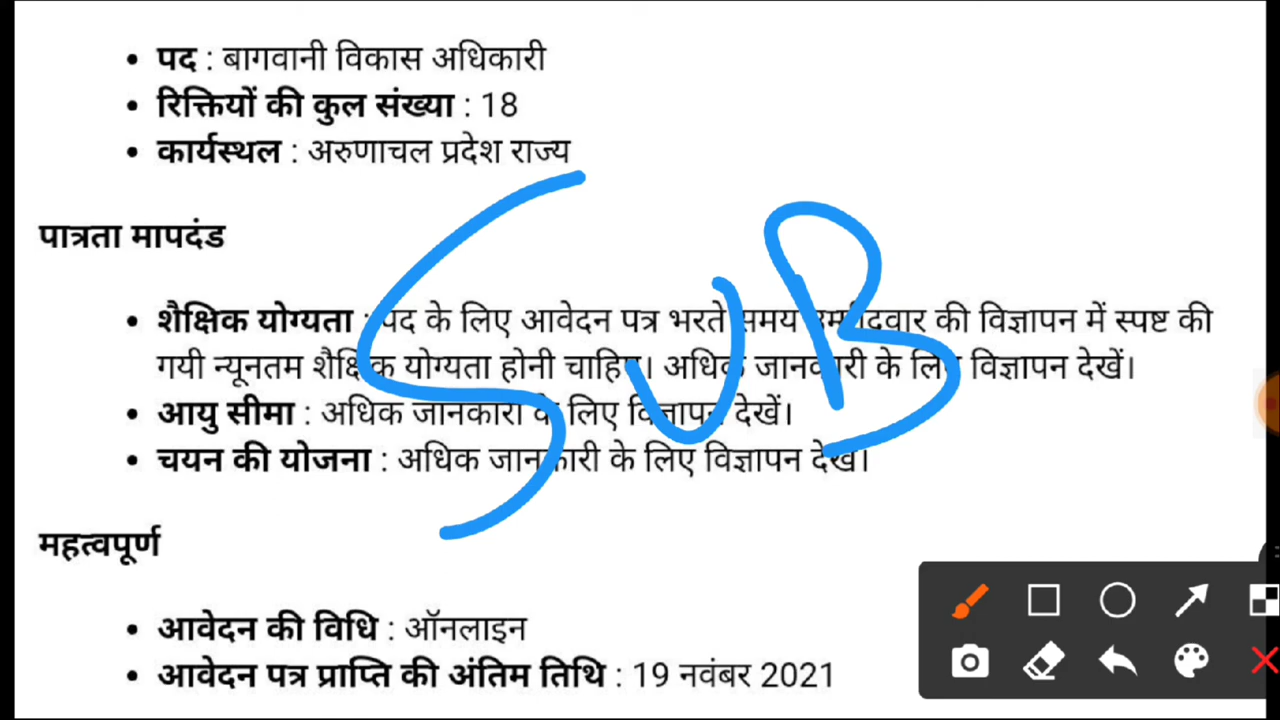 • पद : बागवानी विकास अधिकारी
• रिक्तियों की कुल संख्या : 18
• कार्यस्थल : अरुणाचल प्रदेश राज्य
पात्रता मापदंड
• शैक्षिक योग्यता : पद के लिए आवेदन पत्र भरते समय उम्मीदवार की विज्ञापन में स्पष्ट की
गयी न्यूनतम शैक्षिक योग्यता होनी चाहिए। अधिक जानकारी के लिए विज्ञापन देखें।
• आयु सीमा : अधिक जानकारी के लिए विज्ञापन देखें।
• चयन की योजना : अधिक जानकारी के लिए विज्ञापन देखें।
SUB
महत्वपूर्ण
• आवेदन की विधि : ऑनलाइन
• आवेदन पत्र प्राप्ति की अंतिम तिथि : 19 नवंबर 2021